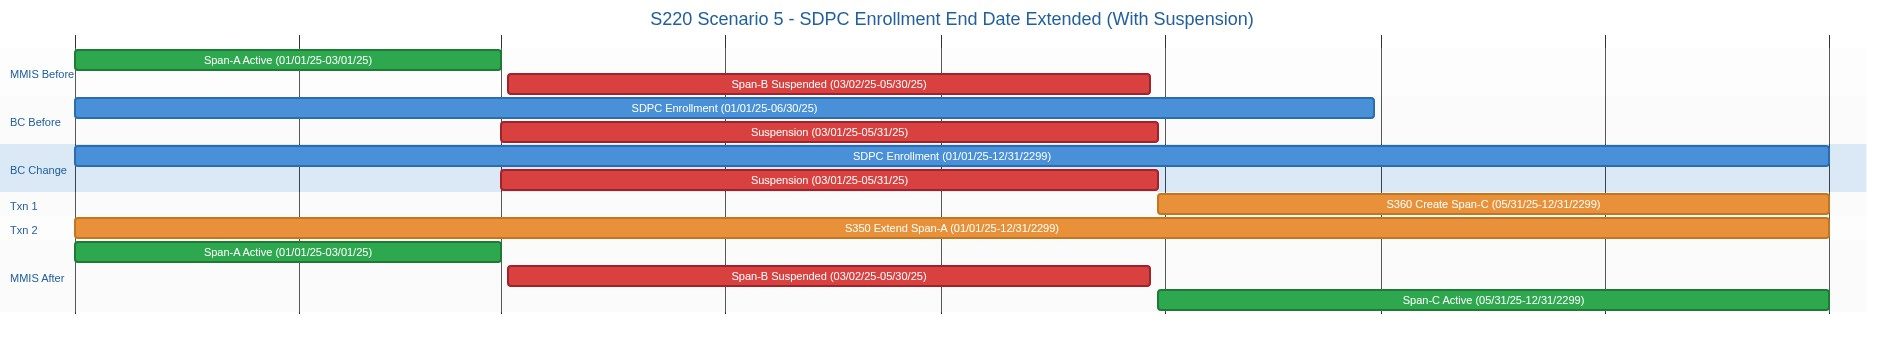 S220 Scenario 5 - SDPC Enrollment End Date Extended (With Suspension)
Span-A Active (01/01/25-03/01/25)
MMIS Before
Span-B Suspended (03/02/25-05/30/25)
SDPC Enrollment (01/01/25-06/30/25)
BC Before
Suspension (03/01/25-05/31/25)
SDPC Enrollment (01/01/25-12/31/2299)
BC Change
Suspension (03/01/25-05/31/25)
Txn 1
S360 Create Span-C (05/31/25-12/31/2299)
Txn 2
S350 Extend Span-A (01/01/25-12/31/2299)
Span-A Active (01/01/25-03/01/25)
MMIS After
Span-B Suspended (03/02/25-05/30/25)
Span-C Active (05/31/25-12/31/2299)